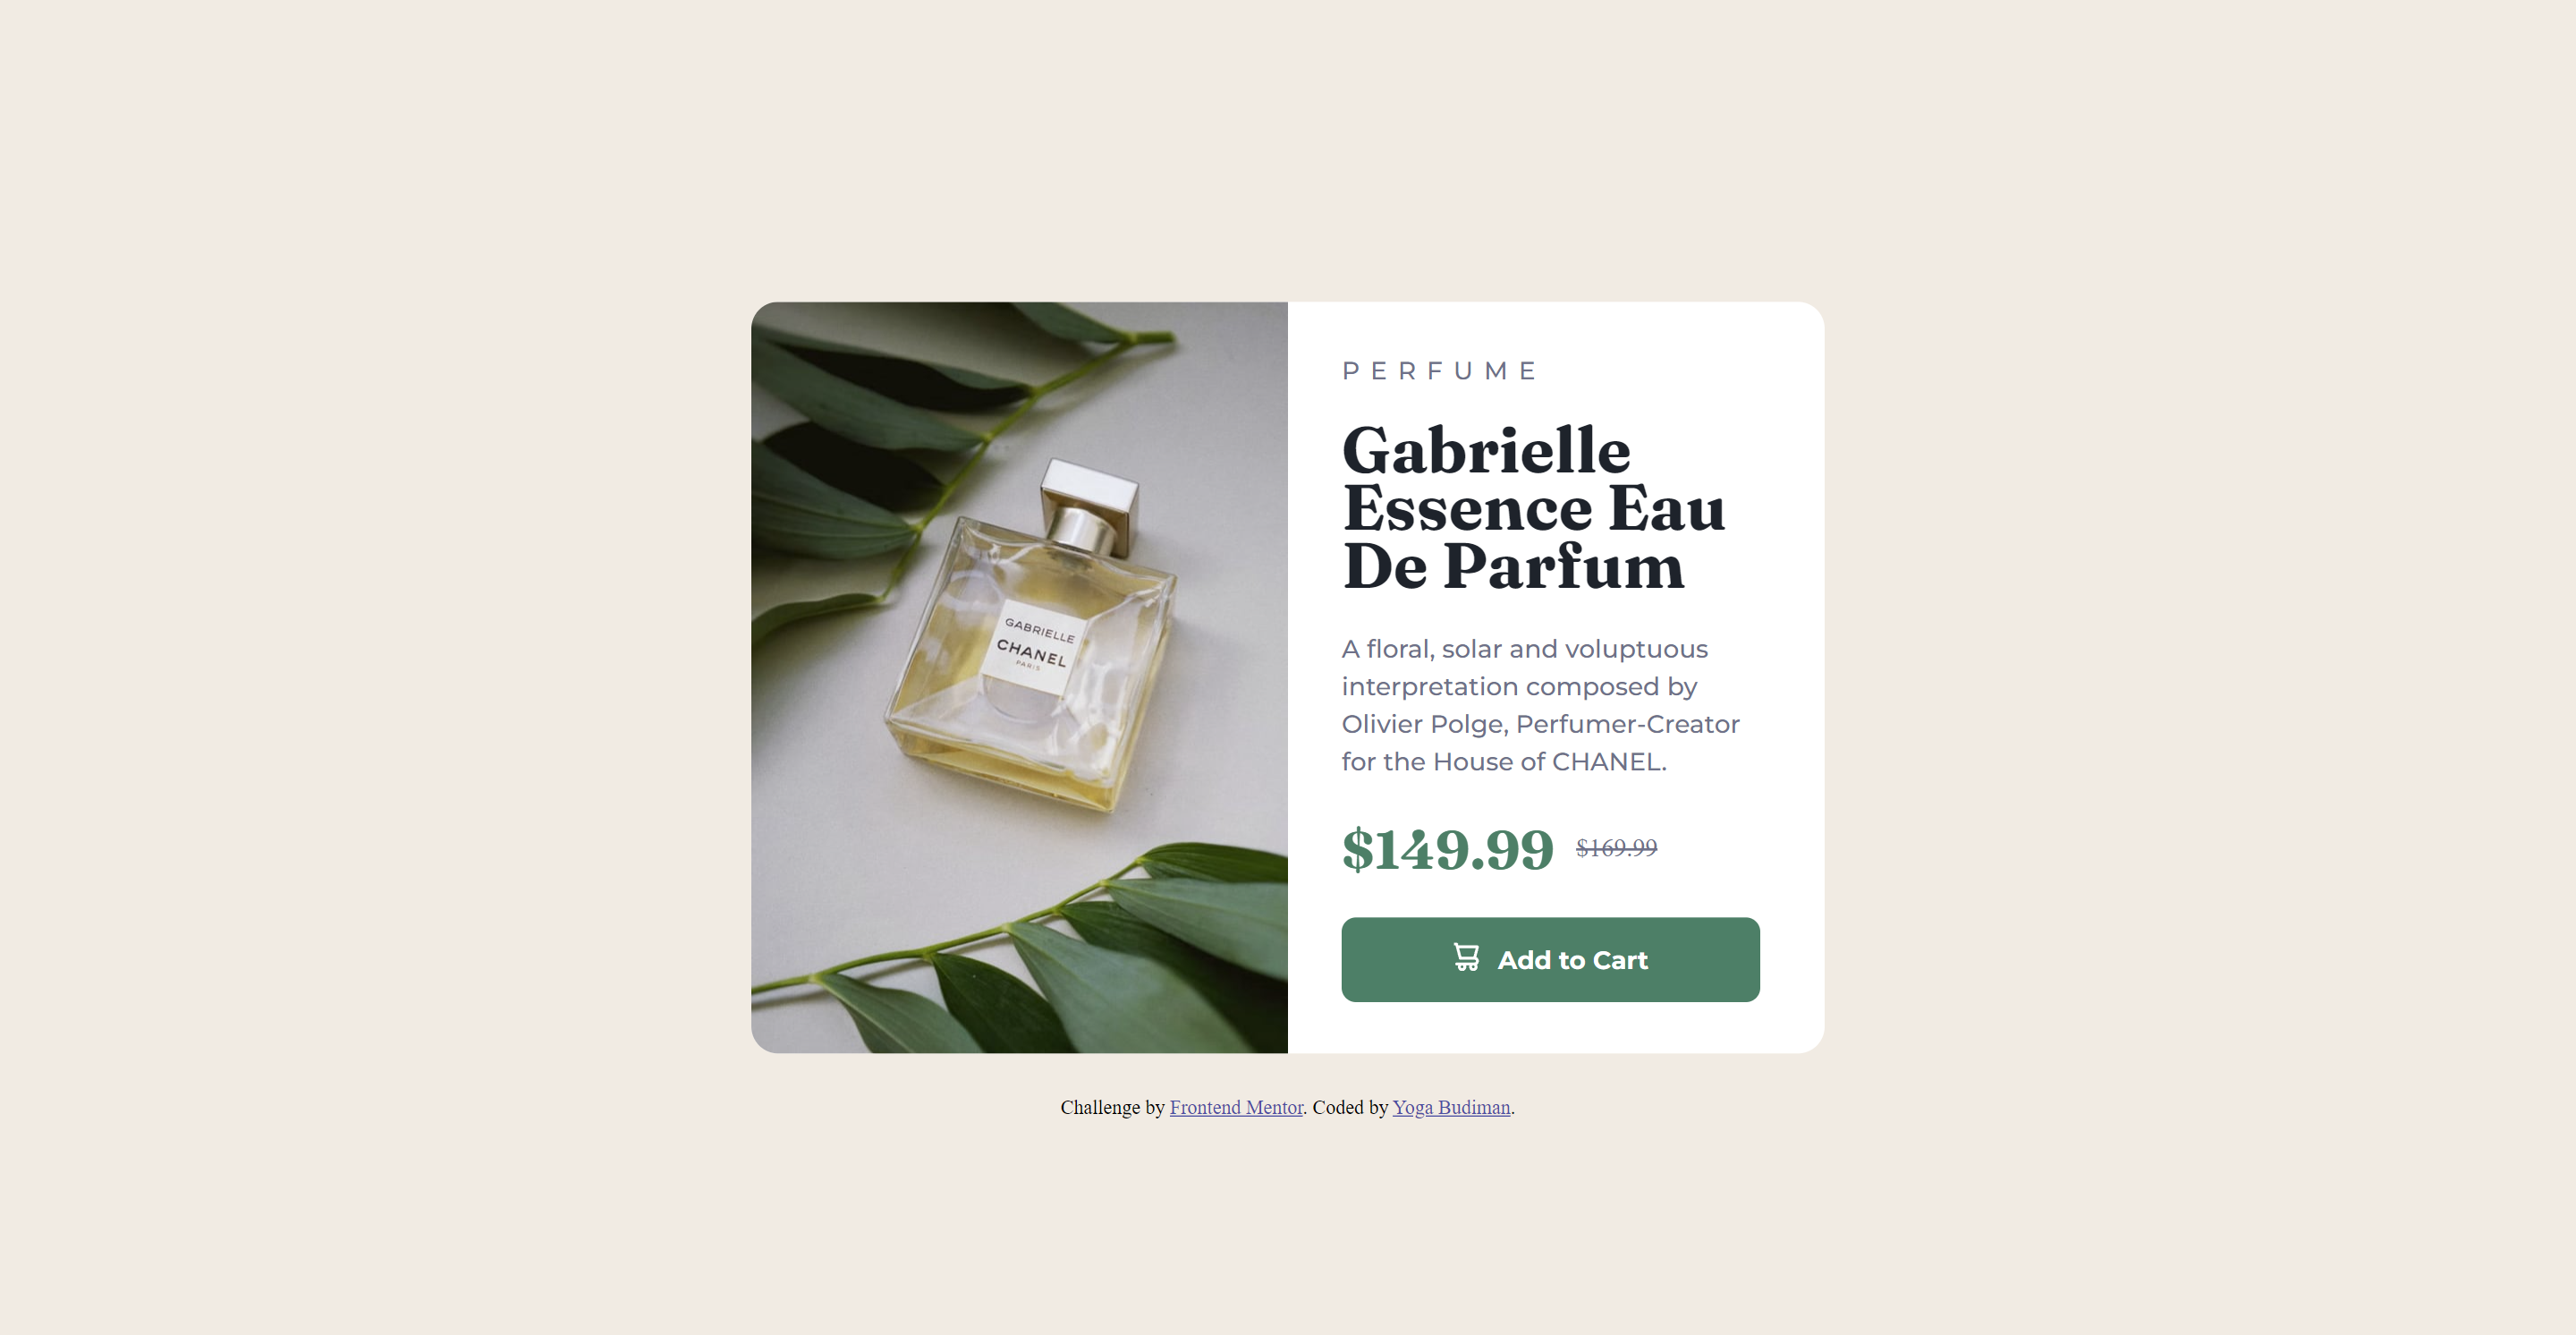 GABRIELLE
CHANEL
PARIS
PERFUME
Gabrielle
Essence Eau
De Parfum
A floral, solar and voluptuous
interpretation composed by
Olivier Polge, Perfumer-Creator
for the House of CHANEL.
$149.99 $169.99
Add to Cart
Challenge by Frontend Mentor. Coded by Yoga Budiman.